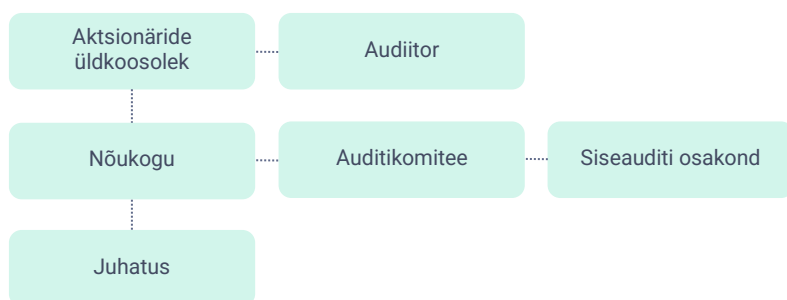 Aktsionäride
üldkoosolek
Audiitor
Nõukogu
Auditikomitee
Siseauditi osakond
Juhatus